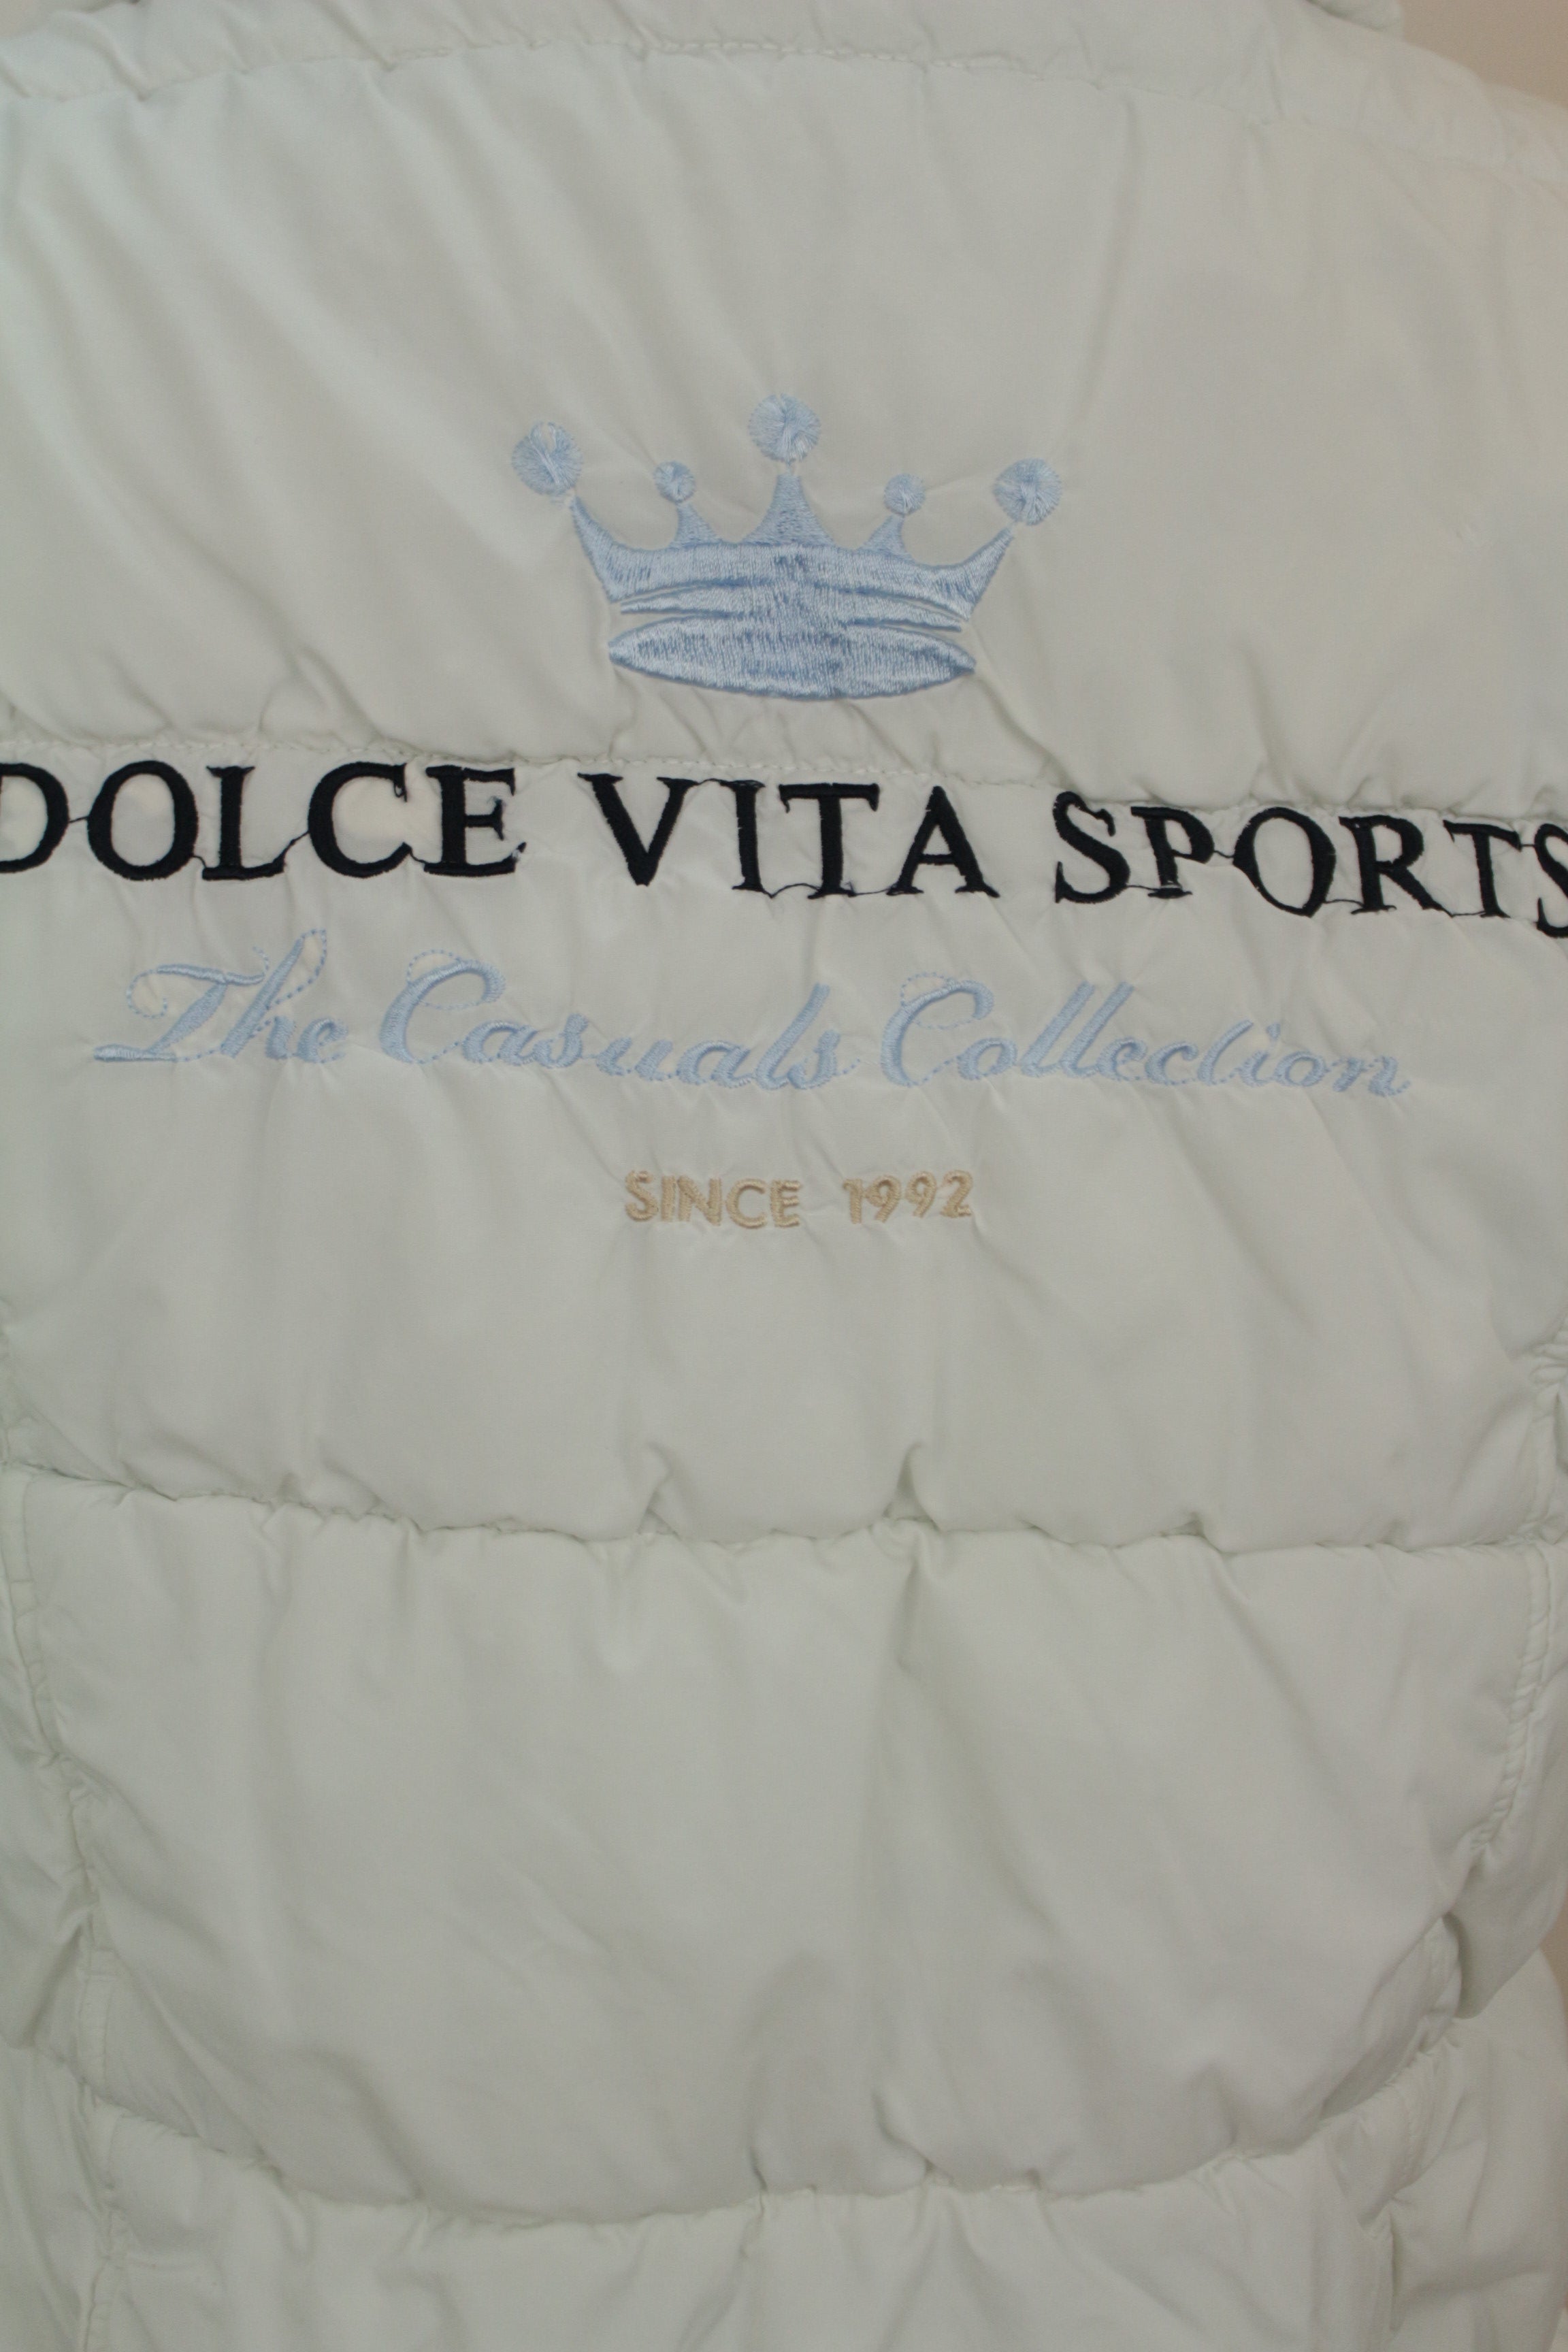 DOLCE VITA SPORTS
The Casuals Collection
SINCE 1992